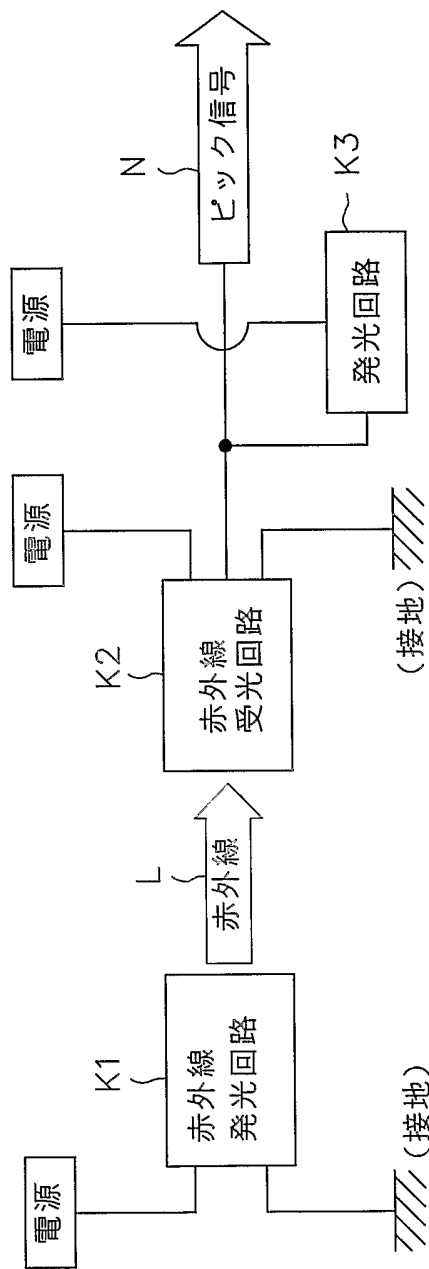 電源
K1
赤外線
発光回路
(接地)
L
赤外線
電源
K2
赤外線
受光回路
(接地)
電源
N
ピック信号
K3
発光回路